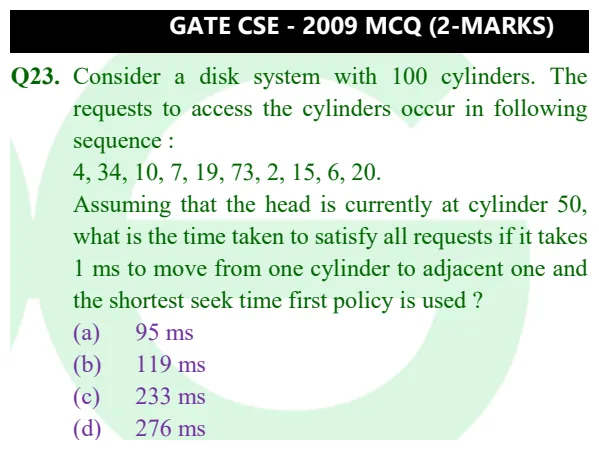 GATE CSE - 2009 MCQ (2-MARKS)
Q23. Consider a disk system with 100 cylinders. The
requests to access the cylinders occur in following
sequence :
4, 34, 10, 7, 19, 73, 2, 15, 6, 20.
Assuming that the head is currently at cylinder 50,
what is the time taken to satisfy all requests if it takes
1 ms to move from one cylinder to adjacent one and
the shortest seek time first policy is used ?
(a) 95 ms
(b) 119 ms
(c) 233 ms
(d) 276 ms